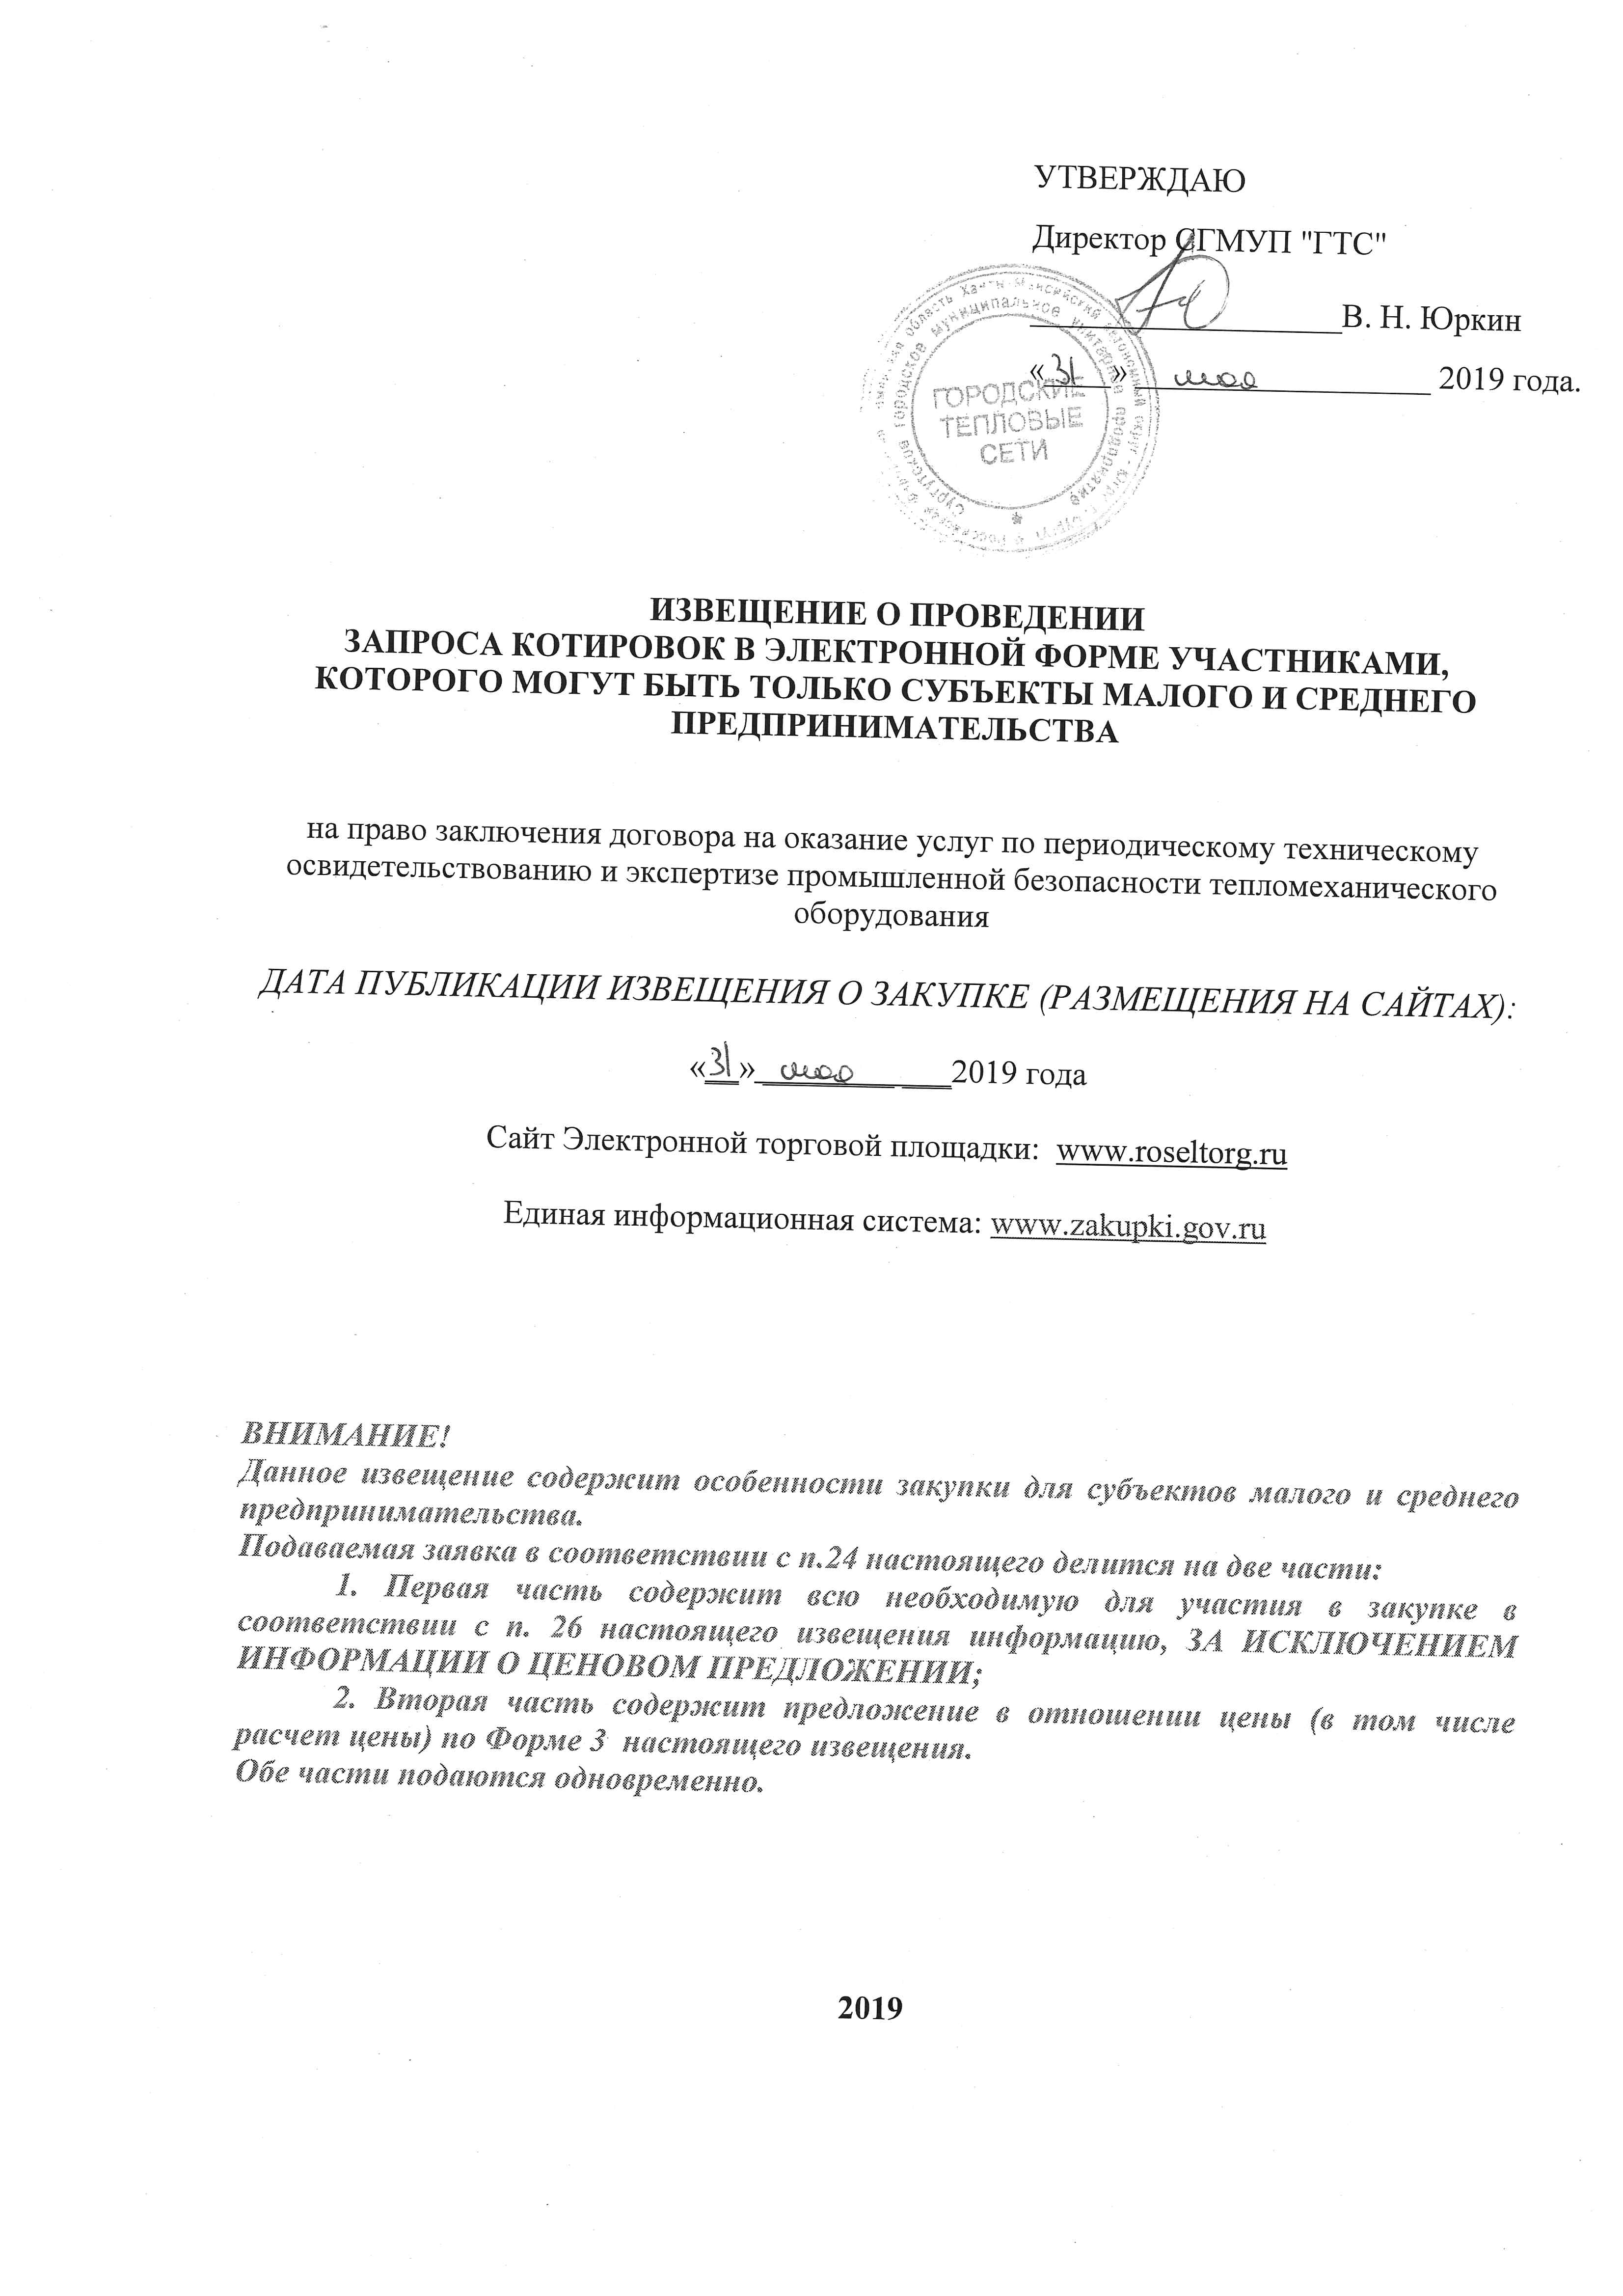 УТВЕРЖДАЮ
Директор СГМУП "ГТС"
В. Н. Юркин
«31» мая 2019 года.
ГОРОДСКИЕ
ТЕПЛОВЫЕ
СЕТИ
Сургутское городское муниципальное унитарное предприятие
ИЗВЕЩЕНИЕ О ПРОВЕДЕНИИ
ЗАПРОСА КОТИРОВОК В ЭЛЕКТРОННОЙ ФОРМЕ УЧАСТНИКАМИ,
КОТОРОГО МОГУТ БЫТЬ ТОЛЬКО СУБЪЕКТЫ МАЛОГО И СРЕДНЕГО
ПРЕДПРИНИМАТЕЛЬСТВА
на право заключения договора на оказание услуг по периодическому техническому
освидетельствованию и экспертизе промышленной безопасности тепломеханического
оборудования
ДАТА ПУБЛИКАЦИИ ИЗВЕЩЕНИЯ О ЗАКУПКЕ (РАЗМЕЩЕНИЯ НА САЙТАХ):
«31» мая 2019 года
Сайт Электронной торговой площадки: www.roseltorg.ru
Единая информационная система: www.zakupki.gov.ru
ВНИМАНИЕ!
Данное извещение содержит особенности закупки для субъектов малого и среднего
предпринимательства.
Подаваемая заявка в соответствии с п.24 настоящего делится на две части:
1. Первая часть содержит всю необходимую для участия в закупке в
соответствии с п. 26 настоящего извещения информацию, ЗА ИСКЛЮЧЕНИЕМ
ИНФОРМАЦИИ О ЦЕНОВОМ ПРЕДЛОЖЕНИИ;
2. Вторая часть содержит предложение в отношении цены (в том числе
расчет цены) по Форме 3 настоящего извещения.
Обе части подаются одновременно.
2019